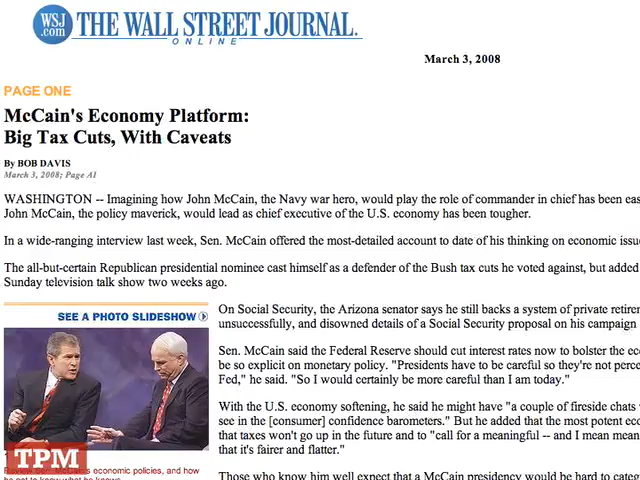 WSJ
.com
THE WALL STREET JOURNAL.
ONLINE
March 3, 2008
PAGE ONE
McCain's Economy Platform:
Big Tax Cuts, With Caveats
By BOB DAVIS
March 3, 2008; Page A1
WASHINGTON -- Imagining how John McCain, the Navy war hero, would play the role of commander in chief has been
John McCain, the policy maverick, would lead as chief executive of the U.S. economy has been tougher.
In a wide-ranging interview last week, Sen. McCain offered the most-detailed account to date of his thinking on economic
The all-but-certain Republican presidential nominee cast himself as a defender of the Bush tax cuts he voted against, but added
Sunday television talk show two weeks ago.
SEE A PHOTO SLIDESHOW
On Social Security, the Arizona senator says he still backs a system of private
unsuccessfully, and disowned details of a Social Security proposal on his campaign
Sen. McCain said the Federal Reserve should cut interest rates now to bolster the
be so explicit on monetary policy. "Presidents have to be careful so they're not
Fed," he said. "So I would certainly be more careful than I am today."
With the U.S. economy softening, he said he might have "a couple of fireside chats
see in the [consumer] confidence barometers." But he added that the most potent
that taxes won't go up in the future and to "call for a meaningful -- and I mean
that it's fairer and flatter."
TPM
economic policies, and how
Those who know him well expect that a McCain presidency would be hard to